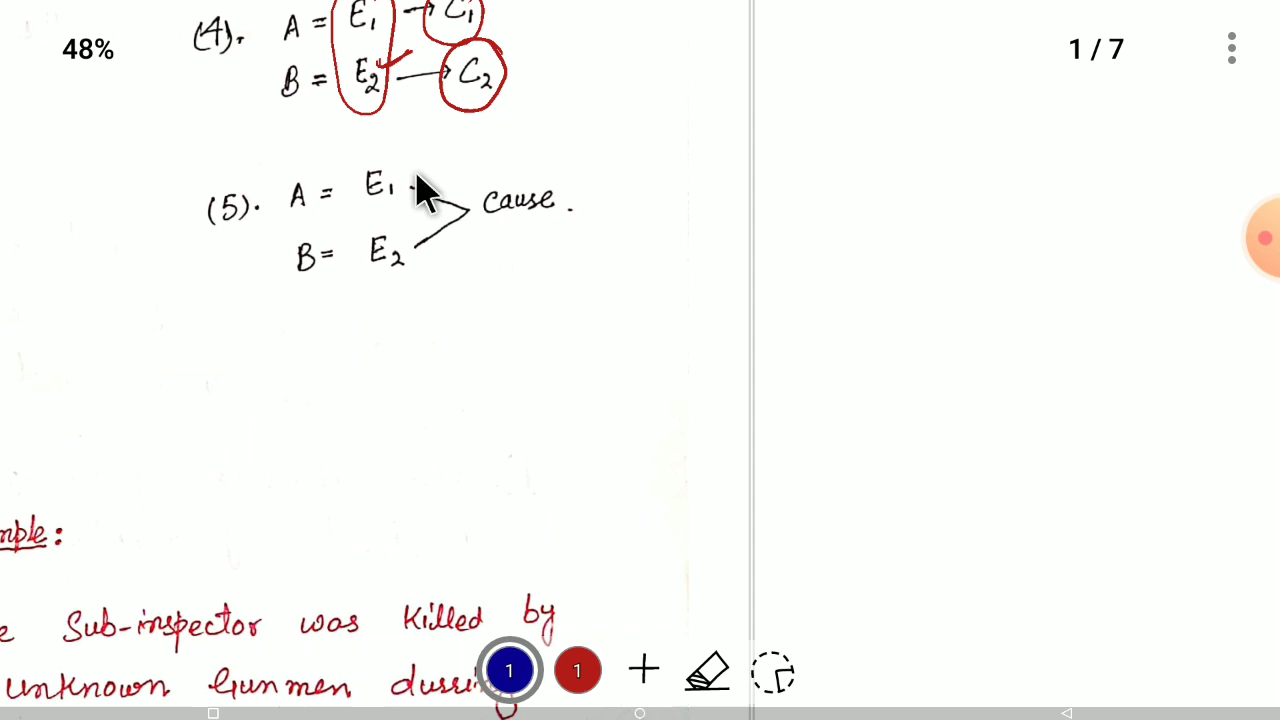 48%
1 / 7
(4). A = E1 → C1
B = E2 → C2
(5). A = E1
Cause.
B = E2
mple:
e Sub-inspector was killed by
unknown Gunmen
1
1